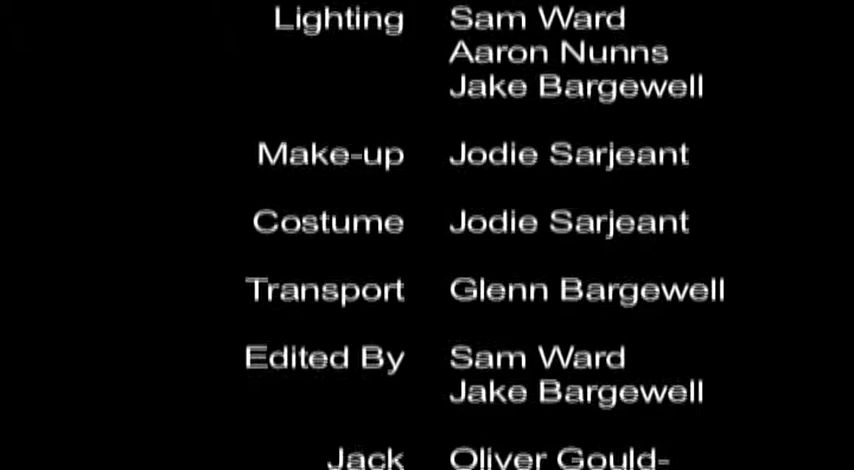 Lighting Sam Ward
Aaron Nunns
Jake Bargewell
Make-up Jodie Sarjeant
Costume Jodie Sarjeant
Transport Glenn Bargewell
Edited By Sam Ward
Jake Bargewell
Jack Oliver Gould-